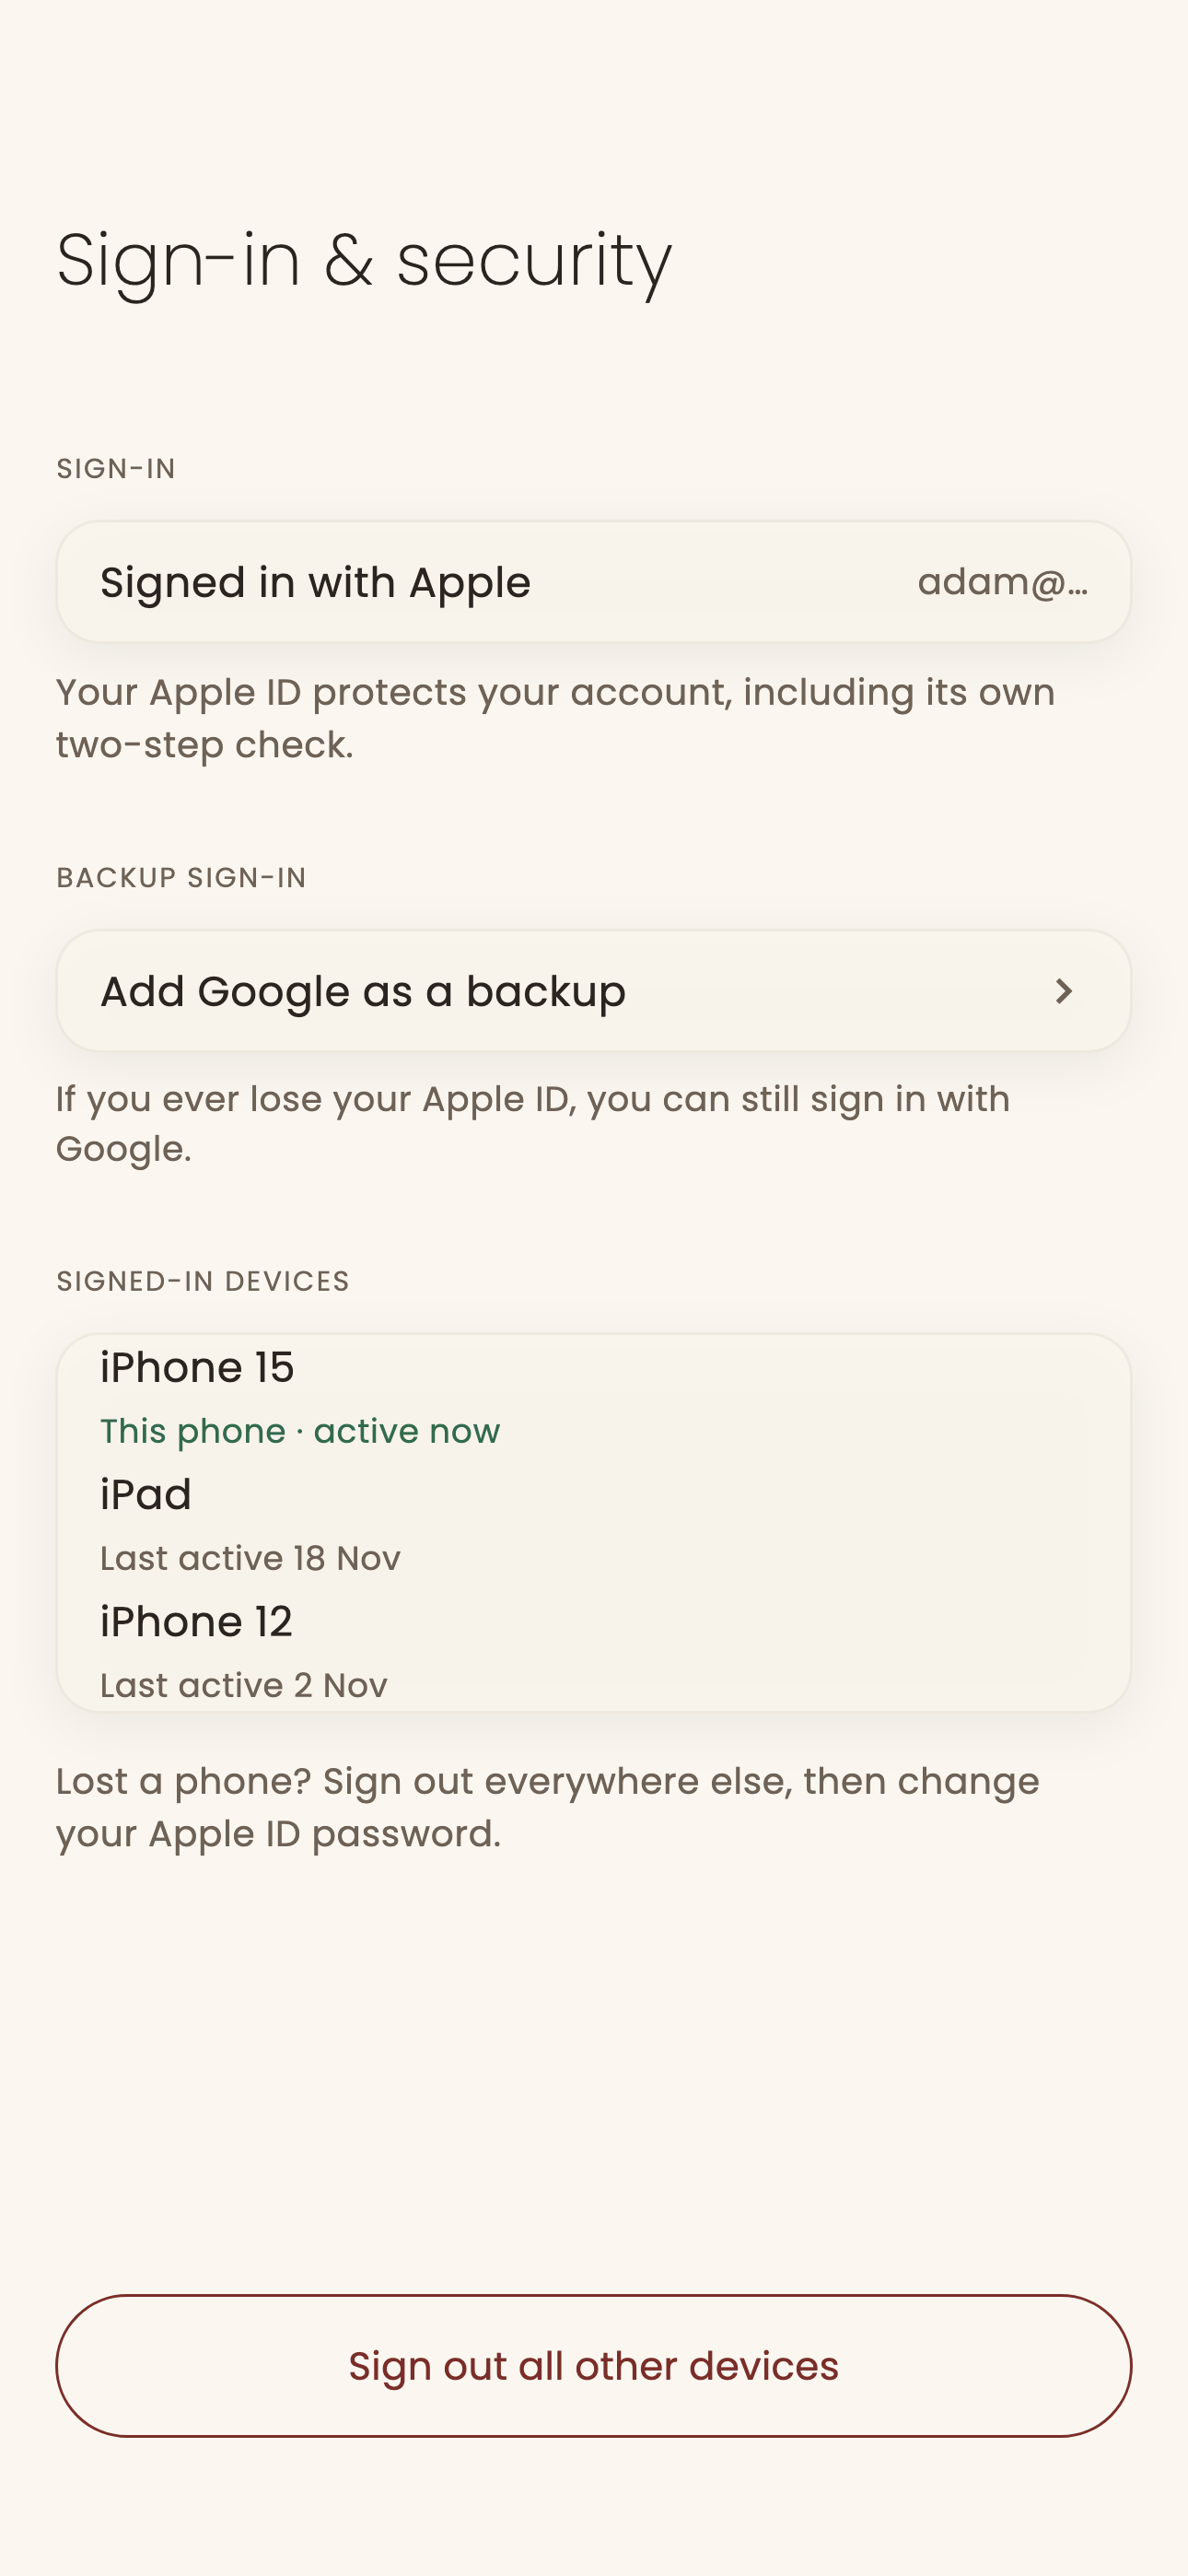 Sign-in & security
SIGN-IN
Signed in with Apple adam@...
Your Apple ID protects your account, including its own
two-step check.
BACKUP SIGN-IN
Add Google as a backup
If you ever lose your Apple ID, you can still sign in with
Google.
SIGNED-IN DEVICES
iPhone 15
This phone · active now
iPad
Last active 18 Nov
iPhone 12
Last active 2 Nov
Lost a phone? Sign out everywhere else, then change
your Apple ID password.
Sign out all other devices